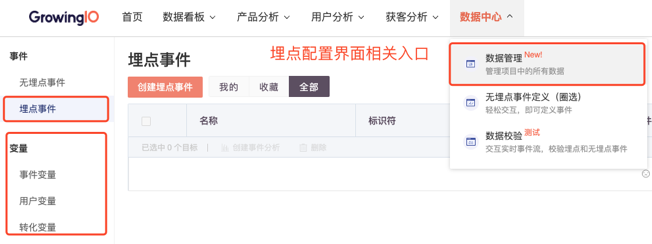 GrowingIO 首页 数据看板 产品分析 用户分析 获客分析 数据中心
事件
无埋点事件
埋点事件
变量
事件变量
用户变量
转化变量
埋点事件
埋点配置界面相关入口
创建埋点事件 我的 收藏 全部
名称 标识符
已选中 0 个目标 | 创建事件分析 删除
数据管理 New!
管理项目中的所有数据
无埋点事件定义（圈选）
轻松交互，即可定义事件
数据校验 测试
交互实时事件流，校验埋点和无埋点事件
件